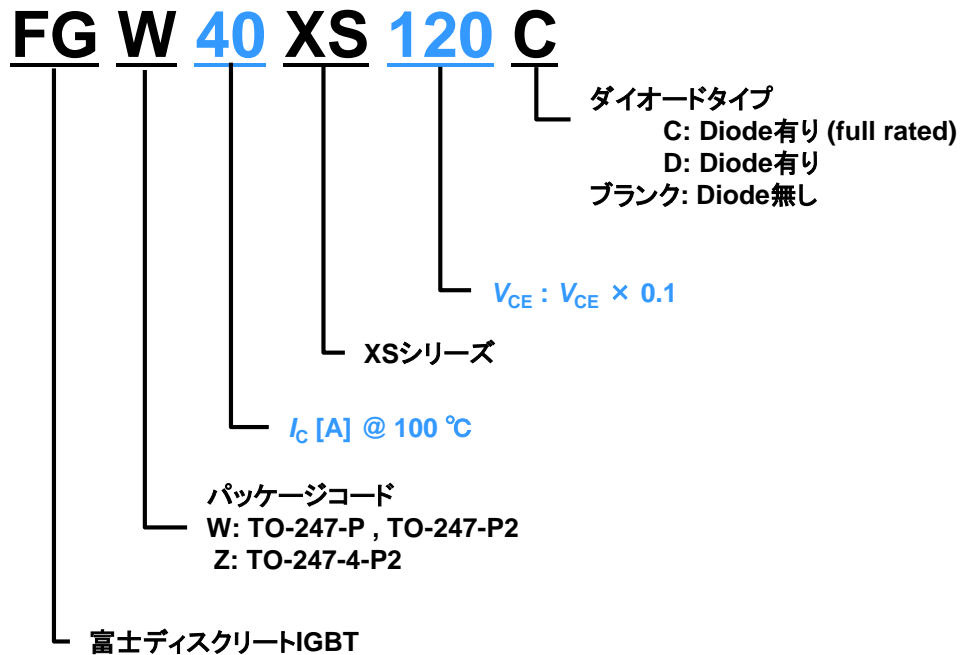 FG W 40 XS 120 C
ダイオードタイプ
C: Diode有り (full rated)
D: Diode有り
ブランク: Diode無し
VCE : VCE × 0.1
XSシリーズ
IC [A] @ 100 ℃
パッケージコード
W: TO-247-P , TO-247-P2
Z: TO-247-4-P2
富士ディスクリートIGBT